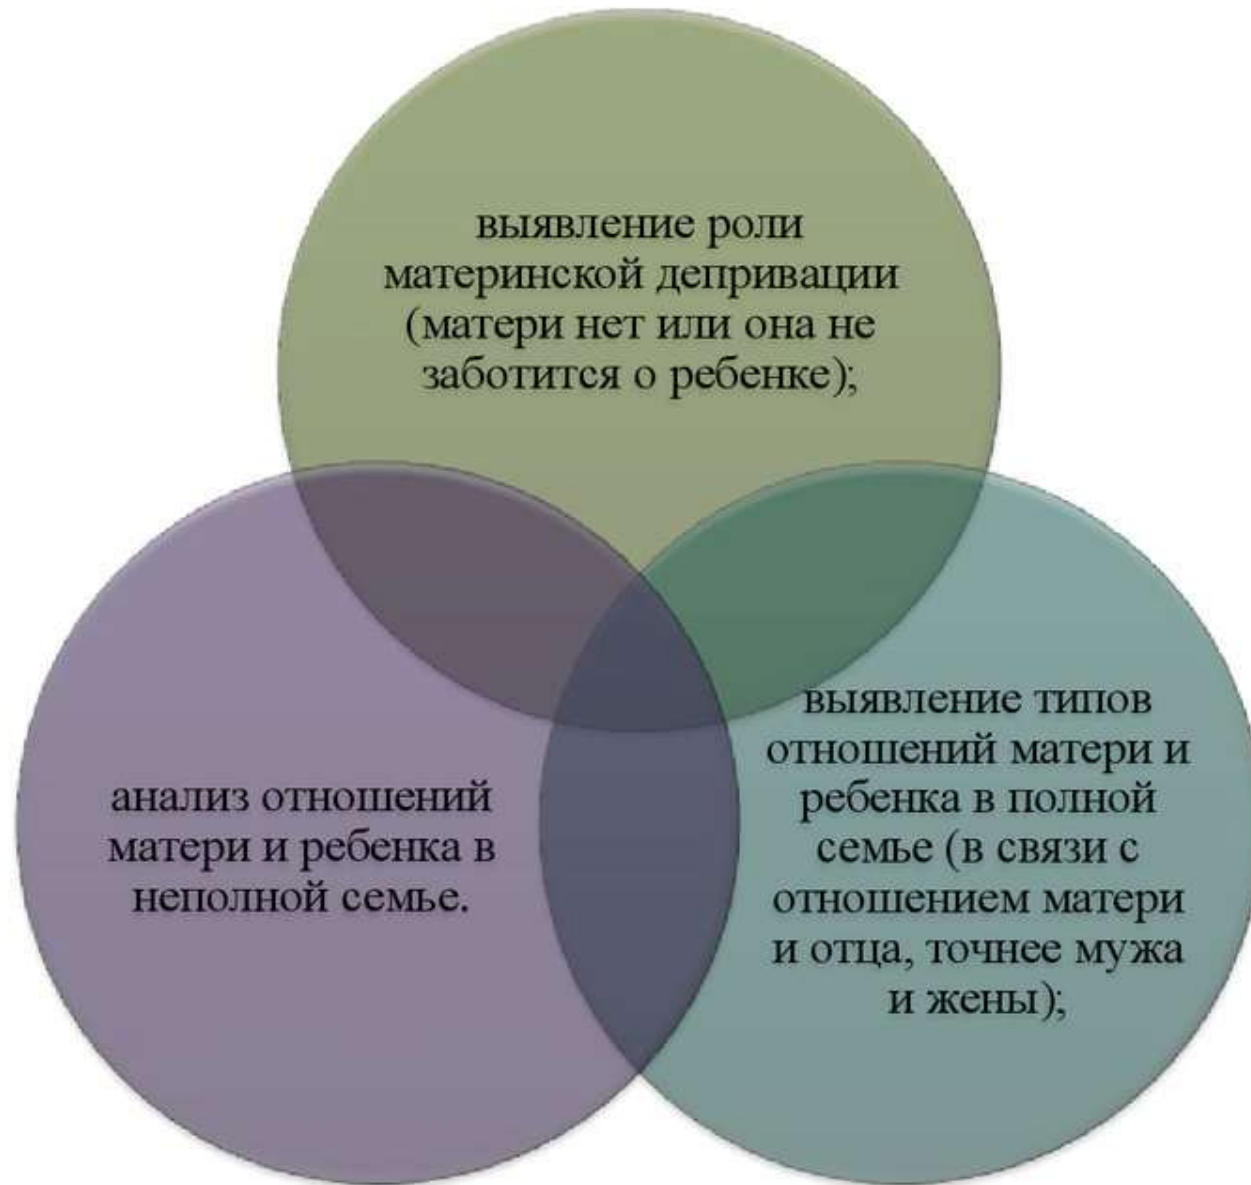 выявление роли
материнской депривации
(матери нет или она не
заботится о ребенке);
выявление типов
отношений матери и
ребенка в полной
семье (в связи с
отношением матери
и отца, точнее мужа
и жены);
анализ отношений
матери и ребенка в
неполной семье.